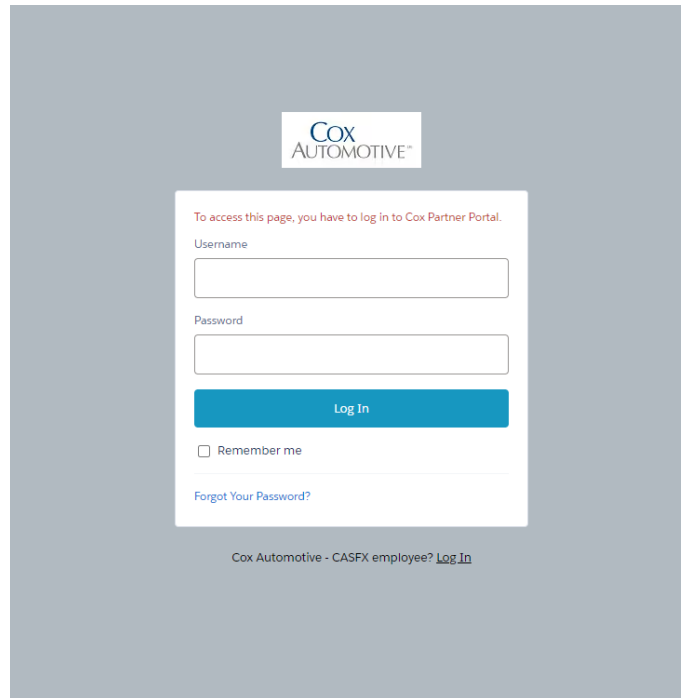 COX
AUTOMOTIVE
To access this page, you have to log in to Cox Partner Portal.
Username
Password
Log In
Remember me
Forgot Your Password?
Cox Automotive - CASFX employee? Log In